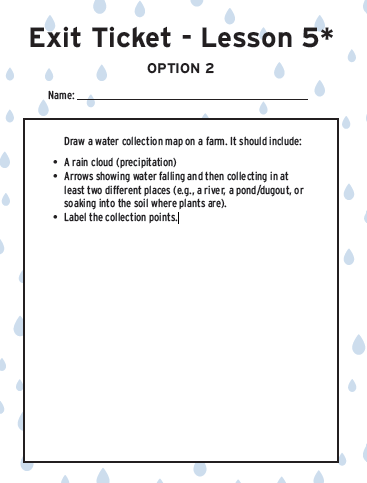 Exit Ticket - Lesson 5*
OPTION 2
Name:
Draw a water collection map on a farm. It should include:
• A rain cloud (precipitation)
• Arrows showing water falling and then collecting in at
least two different places (e.g., a river, a pond/dugout, or
soaking into the soil where plants are).
• Label the collection points.